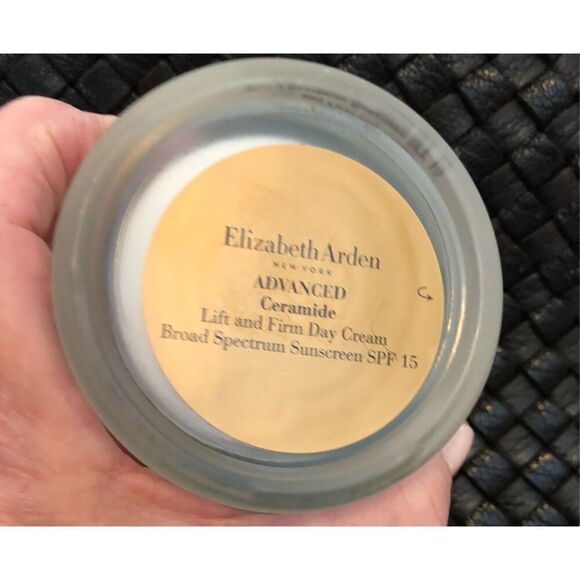 Elizabeth Arden
NEW YORK
ADVANCED
Ceramide
Lift and Firm Day Cream
Broad Spectrum Sunscreen SPF 15